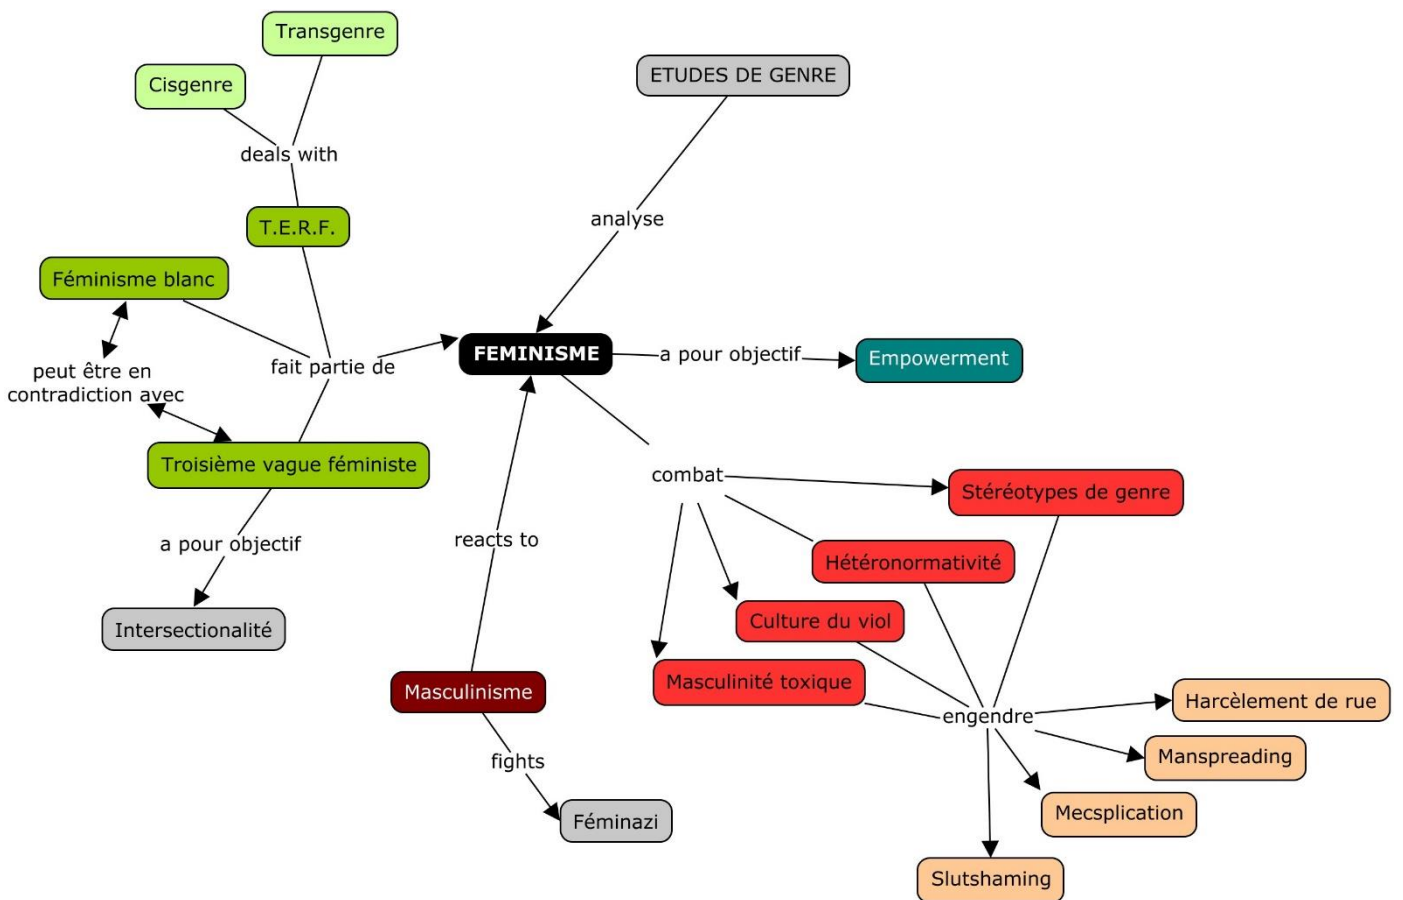 Transgenre
ETUDES DE GENRE
Cisgenre
deals with
analyse
T.E.R.F.
Féminisme blanc
FEMINISME
a pour objectif
Empowerment
fait partie de
peut être en
contradiction avec
Troisième vague féministe
combat
Stéréotypes de genre
a pour objectif
reacts to
Hétéronormativité
Culture du viol
Intersectionalité
Masculinité toxique
Masculinisme
Harcèlement de rue
engendre
Manspreading
fights
Mecsplication
Féminazi
Slutshaming